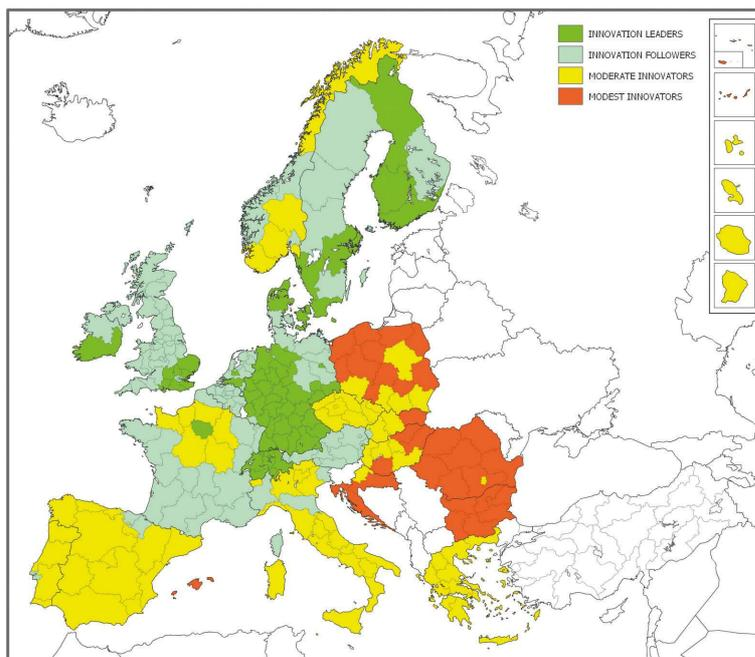 INNOVATION LEADERS
INNOVATION FOLLOWERS
MODERATE INNOVATORS
MODEST INNOVATORS